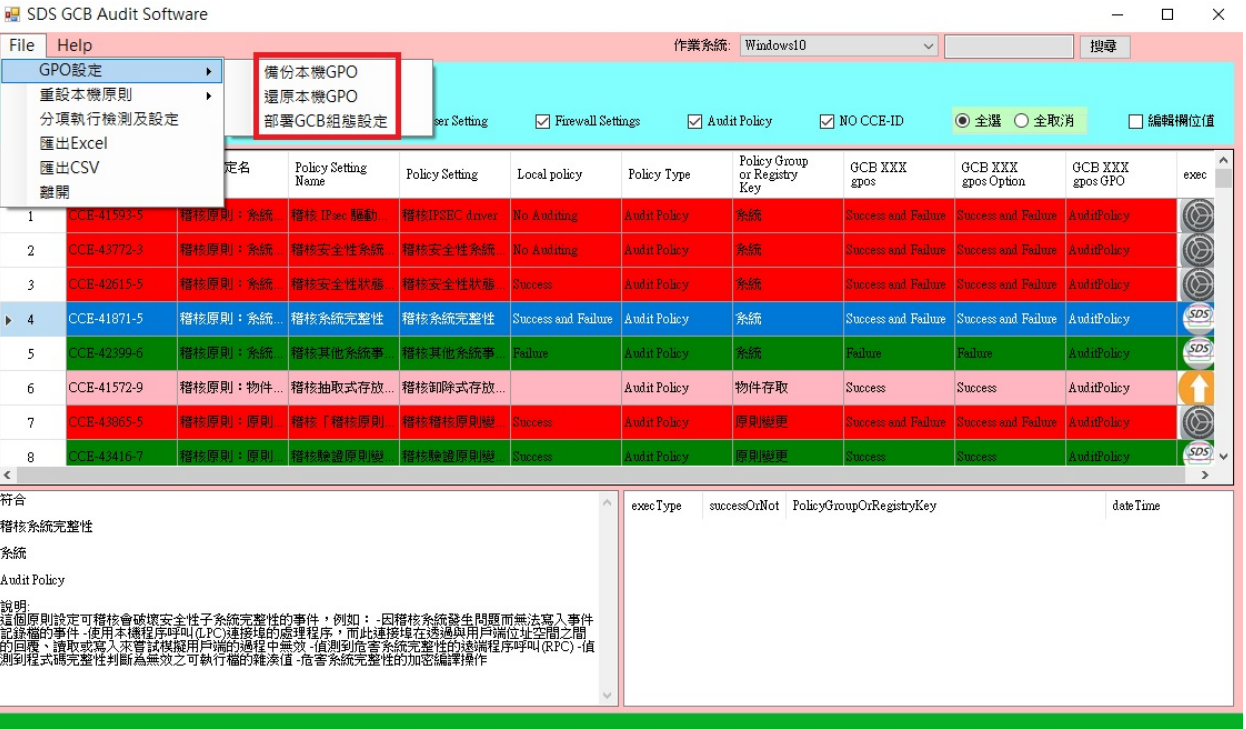 SDS GCB Audit Software
File Help 作業系統: Windows10 搜尋
GPO設定
重設本機原則
分項執行檢測及設定
匯出Excel
匯出CSV
離開
備份本機GPO
還原本機GPO
部署GCB組態設定
ser Setting Firewall Settings Audit Policy NO CCE-ID 全選 全取消 編輯欄位值
定名 Policy Setting Name Policy Setting Local policy Policy Type Policy Group or Registry Key GCB XXX gpos GCB XXX gpos Option GCB XXX gpos GPO exec
1 CCE-41593-5 稽核原則：系統... 稽核 IPsec 驅動... 稽核IPSEC driver No Auditing Audit Policy 系統 Success and Failure Success and Failure AuditPolicy
2 CCE-43772-3 稽核原則：系統... 稽核安全性系統... 稽核安全性系統... No Auditing Audit Policy 系統 Success and Failure Success and Failure AuditPolicy
3 CCE-42615-5 稽核原則：系統... 稽核安全性狀態... 稽核安全性狀態... Success Audit Policy 系統 Success and Failure Success and Failure AuditPolicy
4 CCE-41871-5 稽核原則：系統... 稽核系統完整性 稽核系統完整性 Success and Failure Audit Policy 系統 Success and Failure Success and Failure AuditPolicy SDS
5 CCE-42399-6 稽核原則：系統... 稽核其他系統事... 稽核其他系統事... Failure Audit Policy 系統 Failure Failure AuditPolicy SDS
6 CCE-41572-9 稽核原則：物件... 稽核抽取式存放... 稽核卸除式存放... Audit Policy 物件存取 Success Success AuditPolicy
7 CCE-43865-5 稽核原則：原則... 稽核「稽核原則... 稽核稽核原則變... Success Audit Policy 原則變更 Success and Failure Success and Failure AuditPolicy
8 CCE-43416-7 稽核原則：原則... 稽核驗證原則變... 稽核驗證原則變... Success Audit Policy 原則變更 Success Success AuditPolicy SDS
符合
稽核系統完整性
系統
Audit Policy
說明:
這個原則設定可稽核會破壞安全性子系統完整性的事件，例如： -因稽核系統發生問題而無法寫入事件
記錄檔的事件 -使用本機程序呼叫(LPC)連接埠的處理程序，而此連接埠在透過與用戶端位址空間之間
的回覆、讀取或寫入來嘗試模擬用戶端的過程中無效 -偵測到危害系統完整性的遠端程序呼叫(RPC) -偵
測到程式碼完整性判斷為無效之可執行檔的雜湊值 -危害系統完整性的加密編譯操作
execType successOrNot PolicyGroupOrRegistryKey dateTime